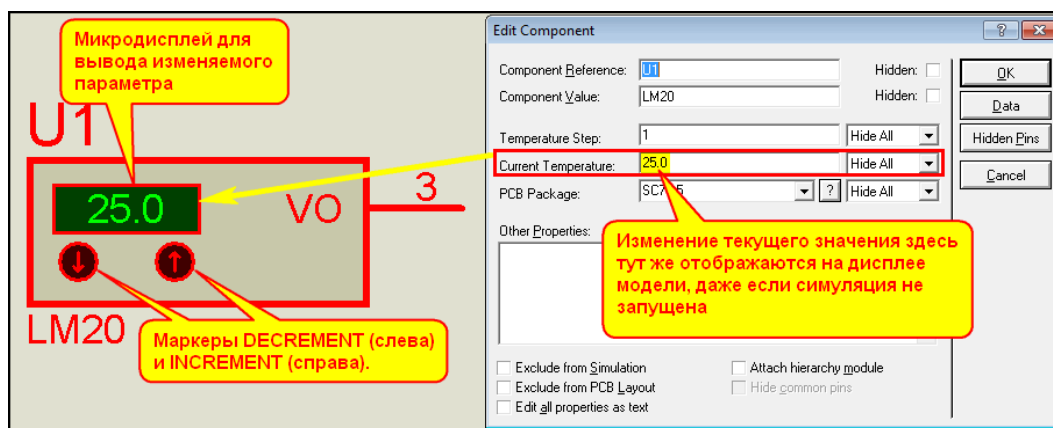 Микродисплей для
вывода изменяемого
параметра
U1
25.0
VO
3
LM20
Маркеры DECREMENT (слева)
и INCREMENT (справа).
Edit Component
Component Reference:
U1
Hidden:
Component Value:
LM20
Hidden:
Temperature Step:
1
Hide All
Current Temperature:
25.0
Hide All
PCB Package:
?
Hide All
Other Properties:
Изменение текущего значения здесь
тут же отображаются на дисплее
модели, даже если симуляция не
запущена
Exclude from Simulation
Attach hierarchy module
Exclude from PCB Layout
Hide common pins
Edit all properties as text
OK
Data
Hidden Pins
Cancel